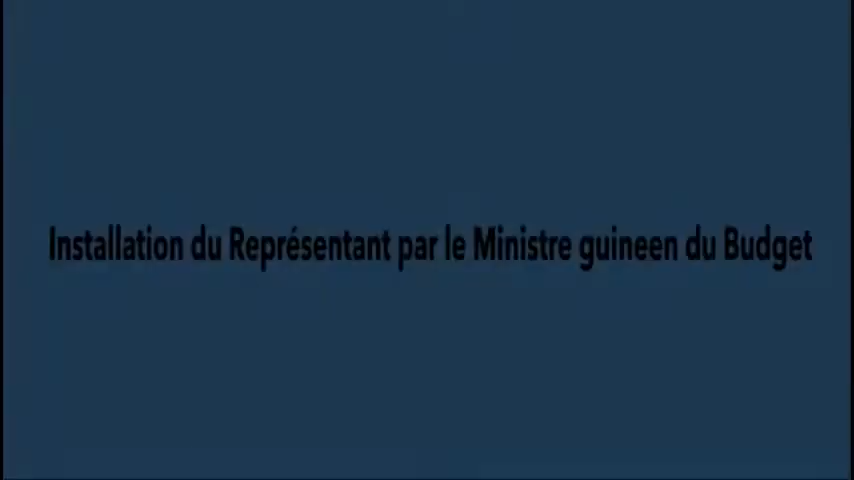 Installation du Représentant par le Ministre guineen du Budget